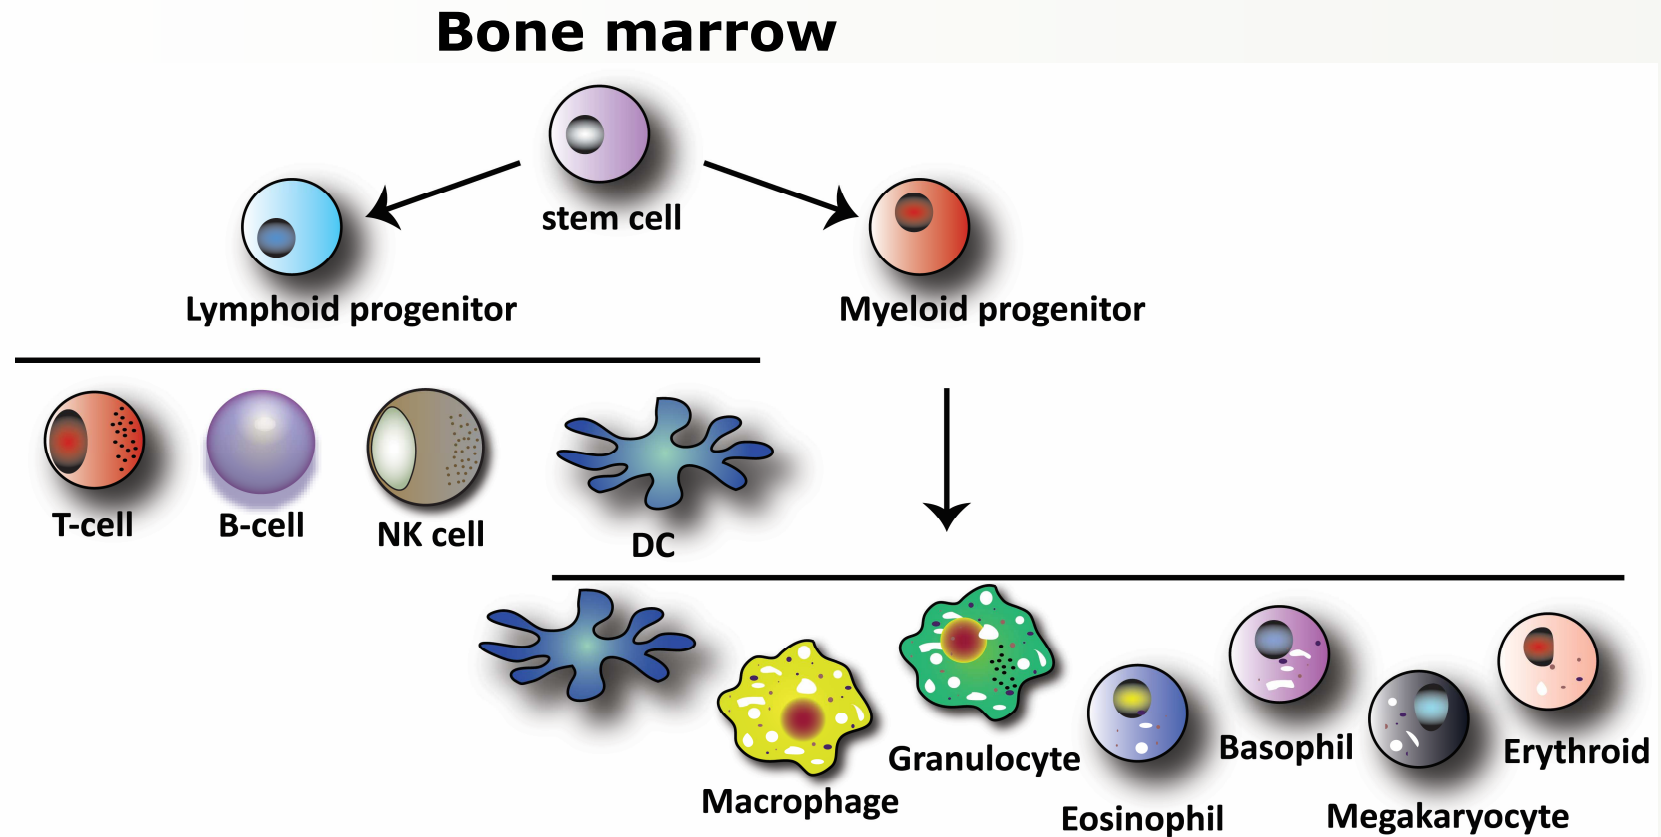 Bone marrow
stem cell
Lymphoid progenitor
Myeloid progenitor
T-cell
B-cell
NK cell
DC
Macrophage
Granulocyte
Eosinophil
Basophil
Megakaryocyte
Erythroid